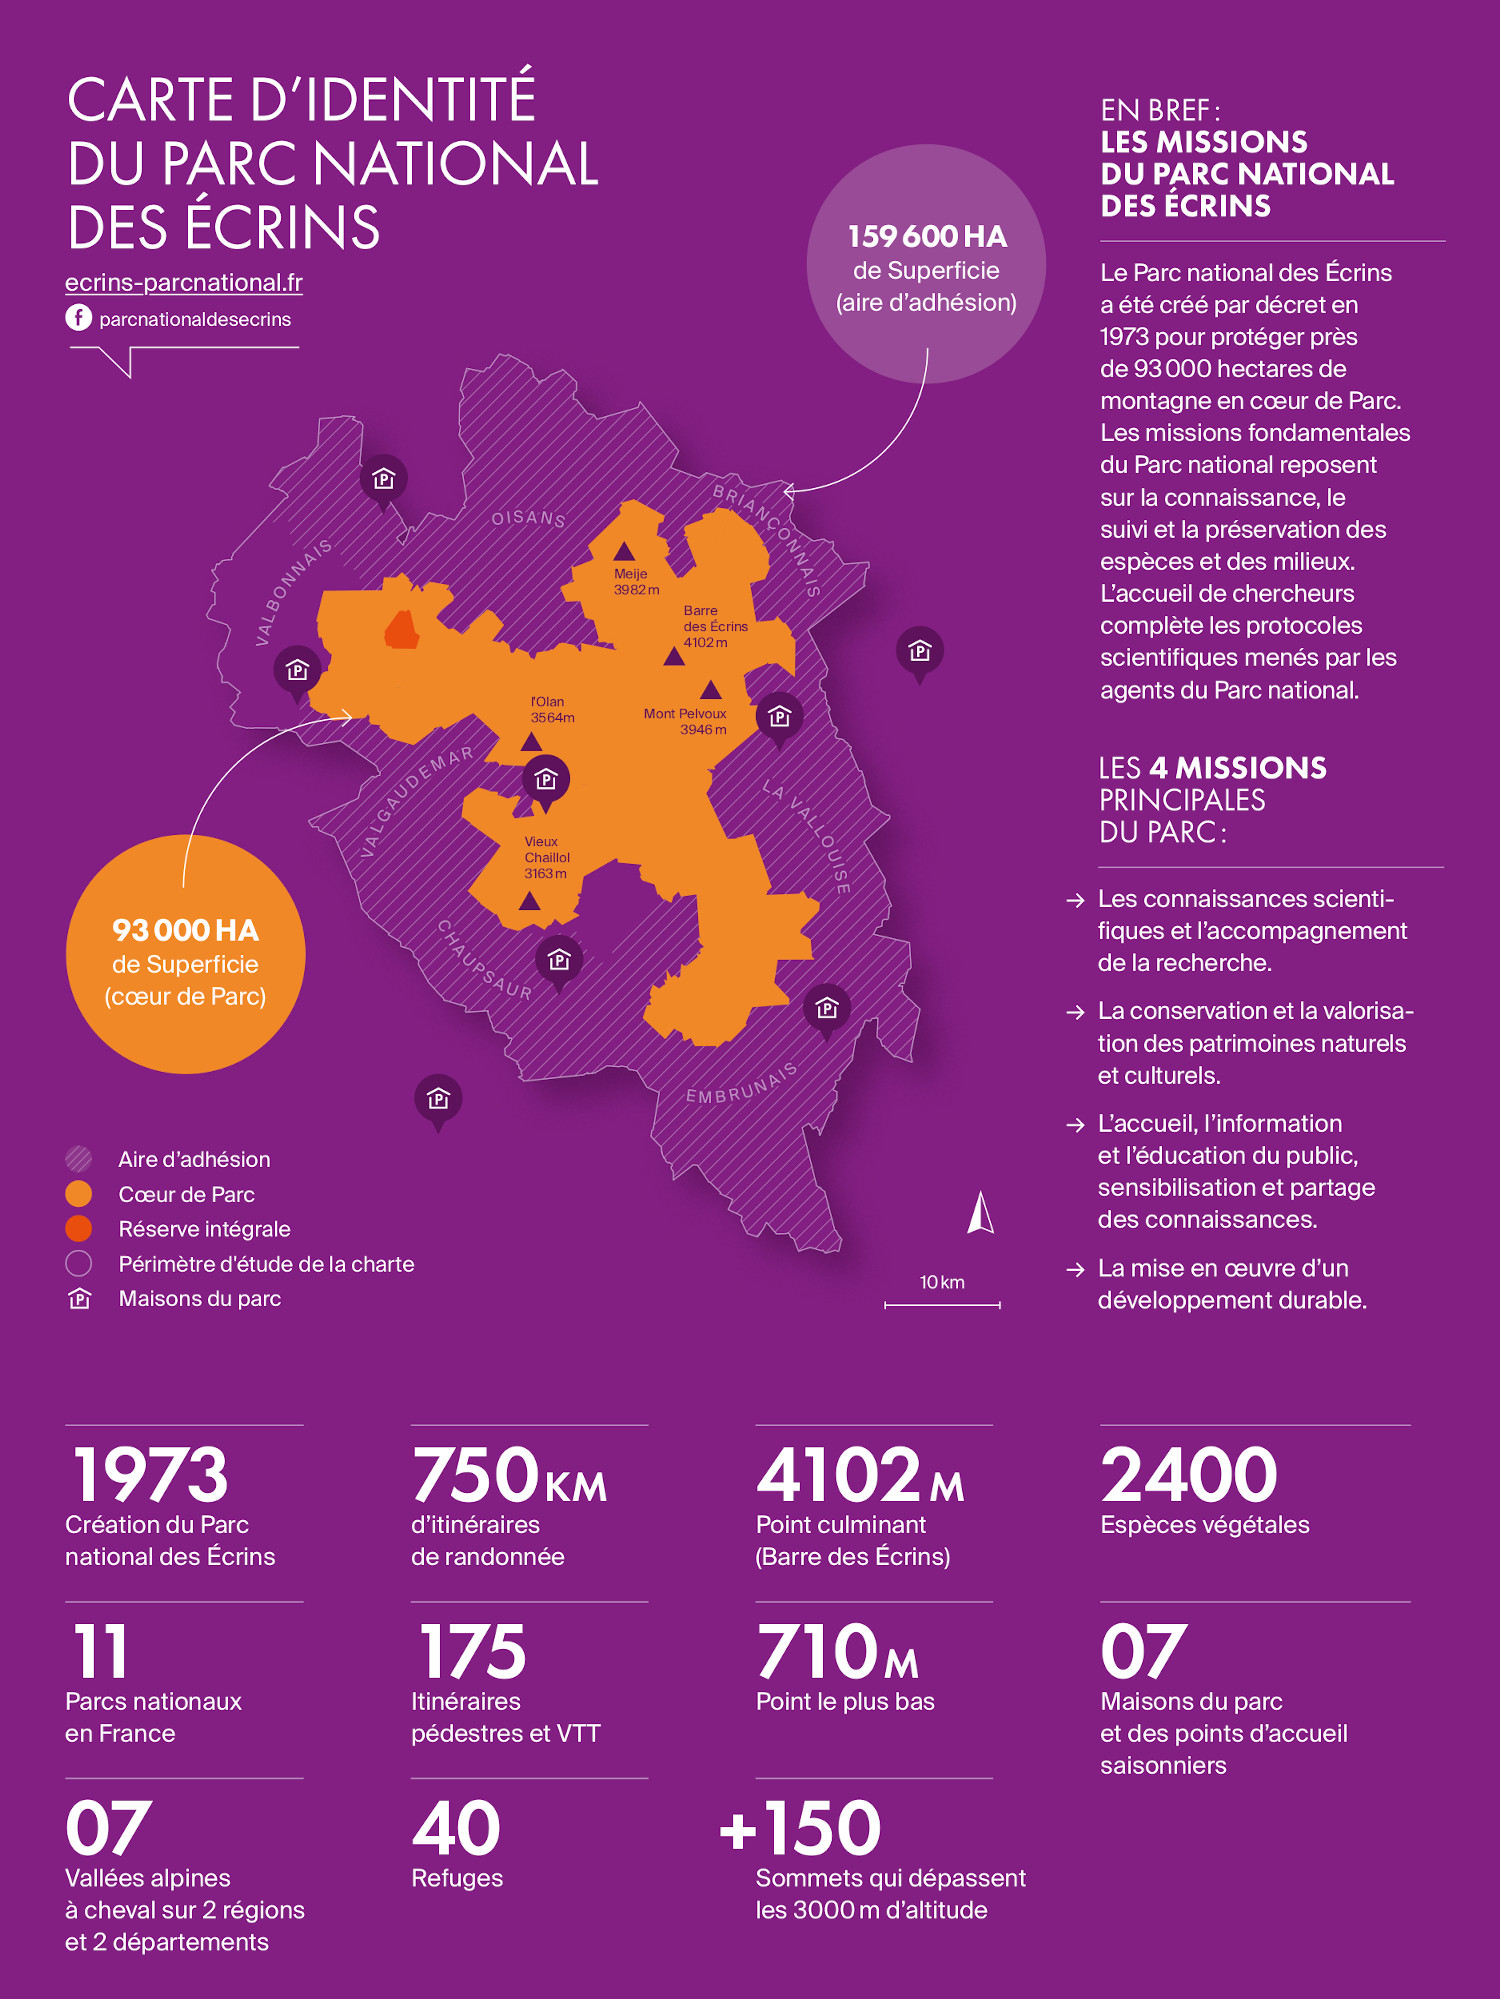 CARTE D’IDENTITÉ
DU PARC NATIONAL
DES ÉCRINS
ecrins-parcnational.fr
parcnationaldesecrins
159 600 HA
de Superficie
(aire d’adhésion)
OISANS
BRIANÇONNAIS
VALBONNAIS
Meije
3982 m
Barre
des Écrins
4102 m
l'Olan
3564m
Mont Pelvoux
3946 m
VALGAUDEMAR
LA VALLOUISE
Vieux
Chaillol
3163 m
CHAUPSAUR
EMBRUNAIS
93 000 HA
de Superficie
(cœur de Parc)
Aire d’adhésion
Cœur de Parc
Réserve intégrale
Périmètre d'étude de la charte
P Maisons du parc
10 km
EN BREF :
LES MISSIONS
DU PARC NATIONAL
DES ÉCRINS
Le Parc national des Écrins
a été créé par décret en
1973 pour protéger près
de 93 000 hectares de
montagne en cœur de Parc.
Les missions fondamentales
du Parc national reposent
sur la connaissance, le
suivi et la préservation des
espèces et des milieux.
L’accueil de chercheurs
complète les protocoles
scientifiques menés par les
agents du Parc national.
LES 4 MISSIONS
PRINCIPALES
DU PARC :
→ Les connaissances scienti-
fiques et l’accompagnement
de la recherche.
→ La conservation et la valorisa-
tion des patrimoines naturels
et culturels.
→ L’accueil, l’information
et l’éducation du public,
sensibilisation et partage
des connaissances.
→ La mise en œuvre d’un
développement durable.
1973
Création du Parc
national des Écrins
750 KM
d’itinéraires
de randonnée
4102 M
Point culminant
(Barre des Écrins)
2400
Espèces végétales
11
Parcs nationaux
en France
175
Itinéraires
pédestres et VTT
710 M
Point le plus bas
07
Maisons du parc
et des points d’accueil
saisonniers
07
Vallées alpines
à cheval sur 2 régions
et 2 départements
40
Refuges
+150
Sommets qui dépassent
les 3000 m d’altitude